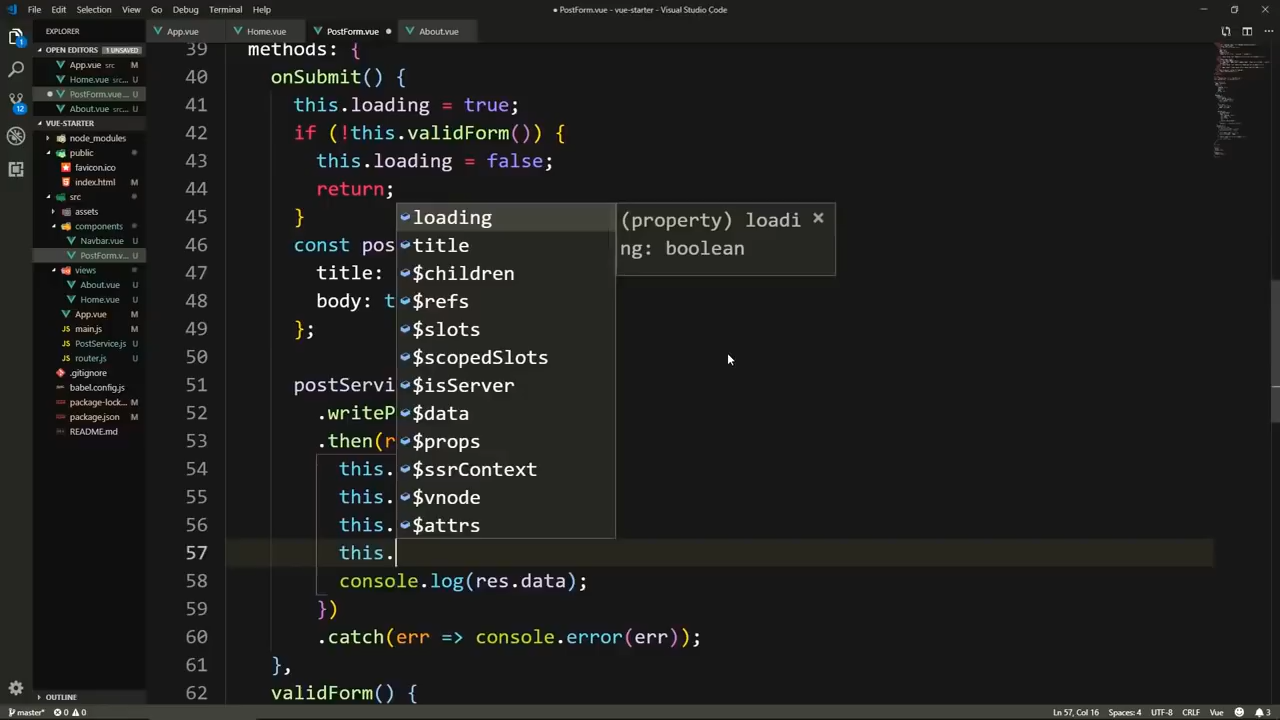 File Edit Selection View Go Debug Terminal Help
● PostForm.vue - vue-starter - Visual Studio Code
EXPLORER
App.vue Home.vue PostForm.vue ● About.vue
OPEN EDITORS 1 UNSAVED
App.vue src M
Home.vue src... M
● PostForm.vue...
About.vue src...
VUE-STARTER
node_modules
public
favicon.ico
index.html M
src
assets
components
Navbar.vue
PostForm.v...
views
About.vue
Home.vue
App.vue M
main.js M
PostService.js
router.js
.gitignore
babel.config.js
package-lock... M
package.json M
README.md
OUTLINE
1
12
39 methods: {
40 onSubmit() {
41 this.loading = true;
42 if (!this.validForm()) {
43 this.loading = false;
44 return;
45 }
46 const pos
47 title:
48 body: t
49 };
50
51 postServi
52 .writeP
53 .then(r
54 this.
55 this.
56 this.
57 this.
58 console.log(res.data);
59 })
60 .catch(err => console.error(err));
61 },
62 validForm() {
loading
title
$children
$refs
$slots
$scopedSlots
$isServer
$data
$props
$ssrContext
$vnode
$attrs
(property) loadi
ng: boolean
master* 0 0
Ln 57, Col 16 Spaces: 4 UTF-8 CRLF Vue 3